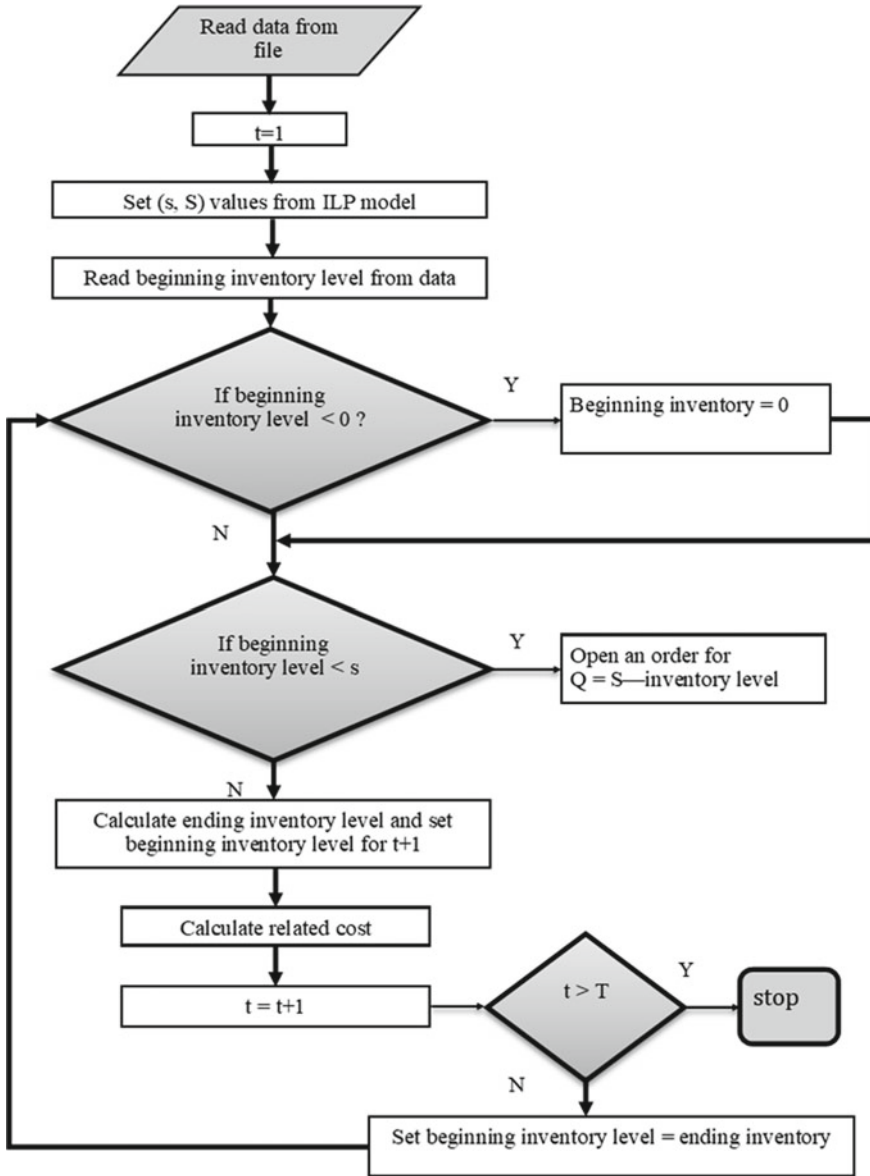 Read data from
file
t=1
Set (s, S) values from ILP model
Read beginning inventory level from data
If beginning
inventory level < 0 ?
Y
Beginning inventory = 0
N
If beginning
inventory level < s
Y
Open an order for
Q = S—inventory level
N
Calculate ending inventory level and set
beginning inventory level for t+1
Calculate related cost
t = t+1
t > T
Y
stop
N
Set beginning inventory level = ending inventory